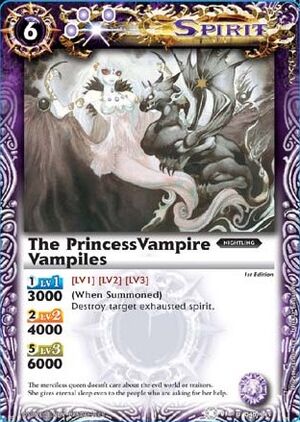 6
SPIRIT
The PrincessVampire
Vampiles
NIGHTLING
1st Edition
1 LV1
3000
2 LV2
4000
5 LV3
6000
[LV1] [LV2] [LV3]
(When Summoned)
Destroy target exhausted spirit.
The merciless queen doesn't care about the evil world or traitors.
She gives eternal sleep even to the people who are asking for her help.